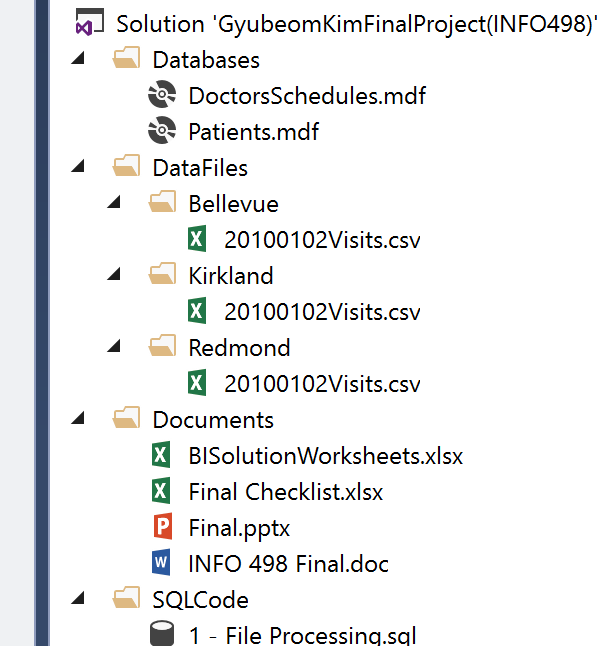 Solution 'GyubeomKimFinalProject(INFO498)'
Databases
DoctorsSchedules.mdf
Patients.mdf
DataFiles
Bellevue
20100102Visits.csv
Kirkland
20100102Visits.csv
Redmond
20100102Visits.csv
Documents
BISolutionWorksheets.xlsx
Final Checklist.xlsx
Final.pptx
INFO 498 Final.doc
SQLCode
1 - File Processing.sql